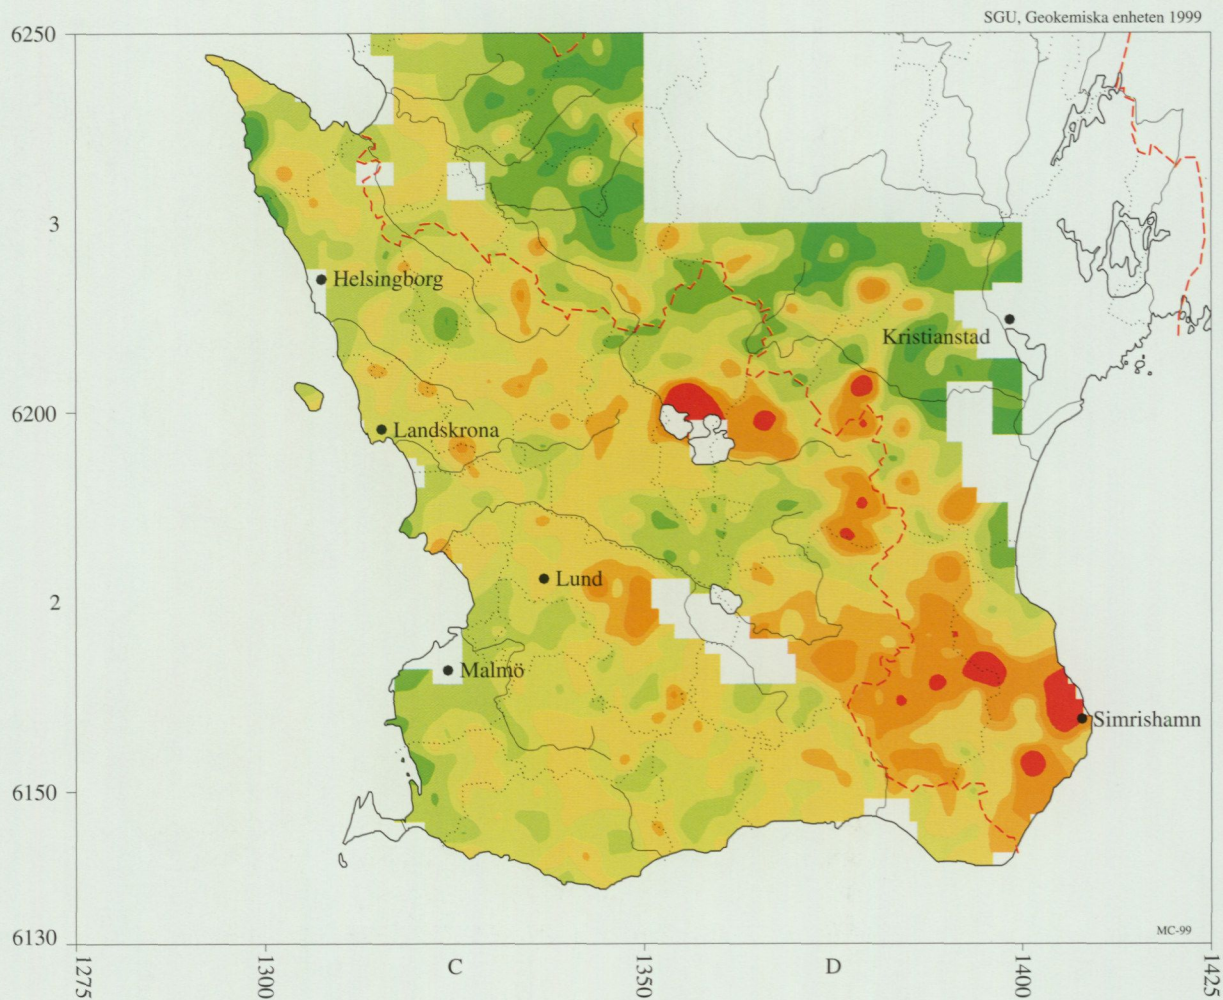 SGU, Geokemiska enheten 1999
6250
3
Helsingborg
Kristianstad
6200
Landskrona
2
Lund
Malmö
Simrishamn
6150
6130
MC-99
1275
1300
C
1350
D
1400
1425